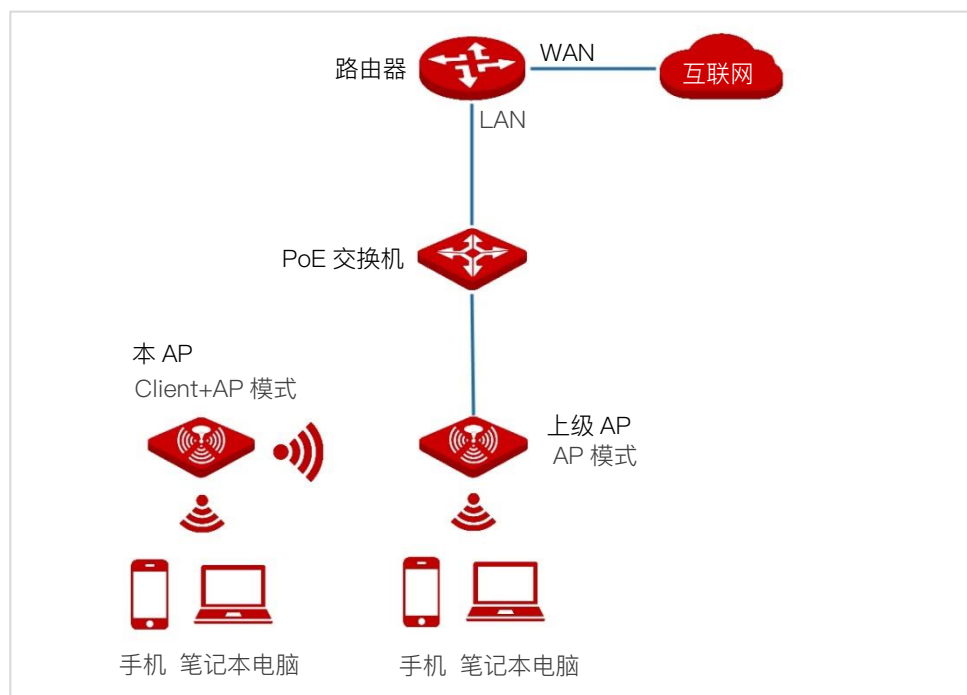 路由器
WAN
互联网
LAN
PoE 交换机
本 AP
Client+AP 模式
上级 AP
AP 模式
手机 笔记本电脑
手机 笔记本电脑